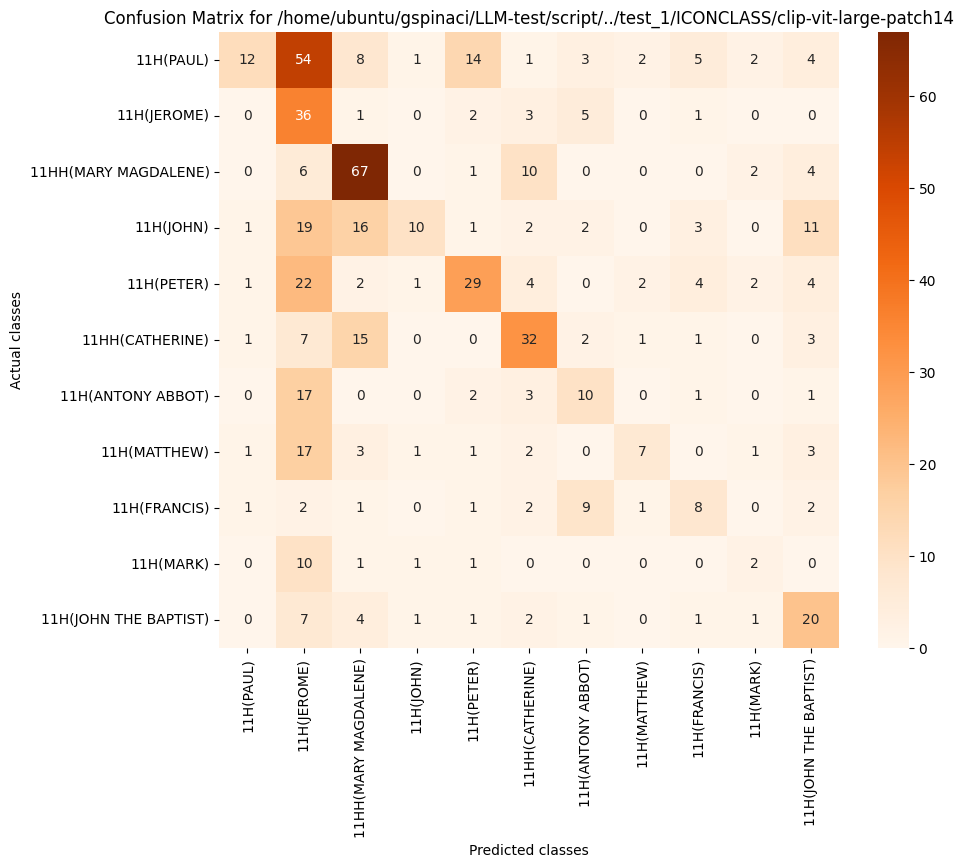 Confusion Matrix for /home/ubuntu/gspinaci/LLM-test/script/../test_1/ICONCLASS/clip-vit-large-patch14
Actual classes
11H(PAUL) 12 54 8 1 14 1 3 2 5 2 4
11H(JEROME) 0 36 1 0 2 3 5 0 1 0 0
11HH(MARY MAGDALENE) 0 6 67 0 1 10 0 0 0 2 4
11H(JOHN) 1 19 16 10 1 2 2 0 3 0 11
11H(PETER) 1 22 2 1 29 4 0 2 4 2 4
11HH(CATHERINE) 1 7 15 0 0 32 2 1 1 0 3
11H(ANTONY ABBOT) 0 17 0 0 2 3 10 0 1 0 1
11H(MATTHEW) 1 17 3 1 1 2 0 7 0 1 3
11H(FRANCIS) 1 2 1 0 1 2 9 1 8 0 2
11H(MARK) 0 10 1 1 1 0 0 0 0 2 0
11H(JOHN THE BAPTIST) 0 7 4 1 1 2 1 0 1 1 20
11H(PAUL)
11H(JEROME)
11HH(MARY MAGDALENE)
11H(JOHN)
11H(PETER)
11HH(CATHERINE)
11H(ANTONY ABBOT)
11H(MATTHEW)
11H(FRANCIS)
11H(MARK)
11H(JOHN THE BAPTIST)
Predicted classes
60
50
40
30
20
10
0